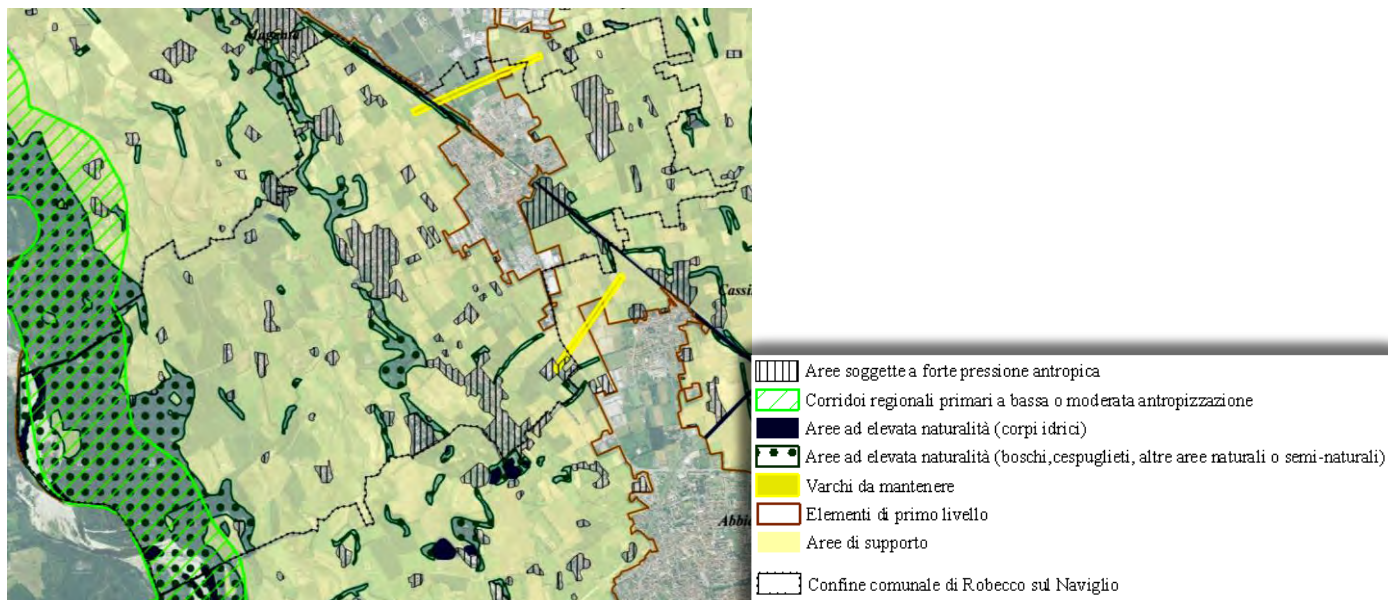 Magenta
Cassi
Abbia
Aree soggette a forte pressione antropica
Corridoi regionali primari a bassa o moderata antropizzazione
Aree ad elevata naturalità (corpi idrici)
Aree ad elevata naturalità (boschi,cespuglieti, altre aree naturali o semi-naturali)
Varchi da mantenere
Elementi di primo livello
Aree di supporto
Confine comunale di Robecco sul Naviglio